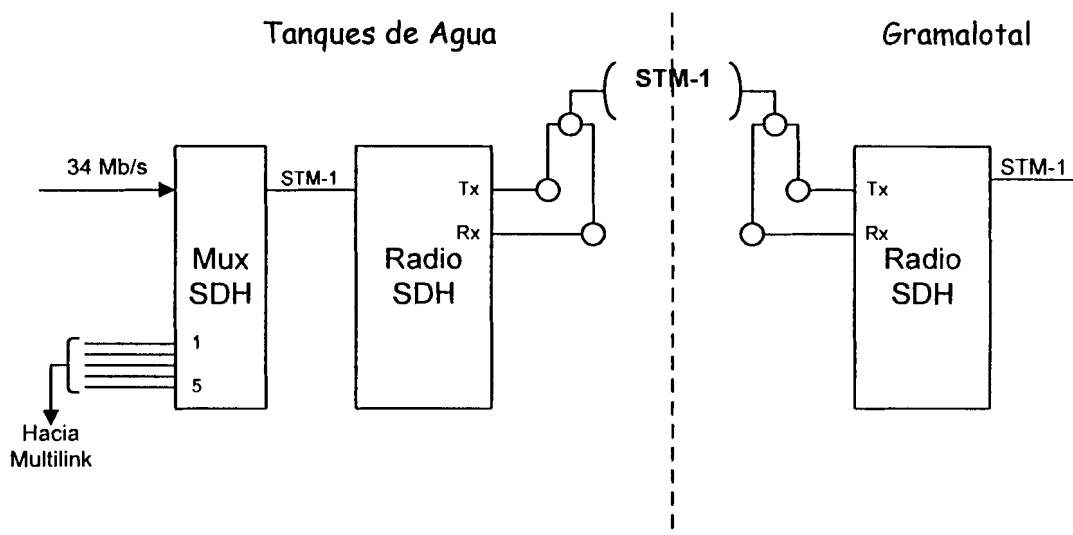 Tanques de Agua
Gramalotal
STM-1
34 Mb/s
STM-1
Tx
Rx
Mux
SDH
Radio
SDH
1
5
Hacia
Multilink
Tx
Rx
Radio
SDH
STM-1